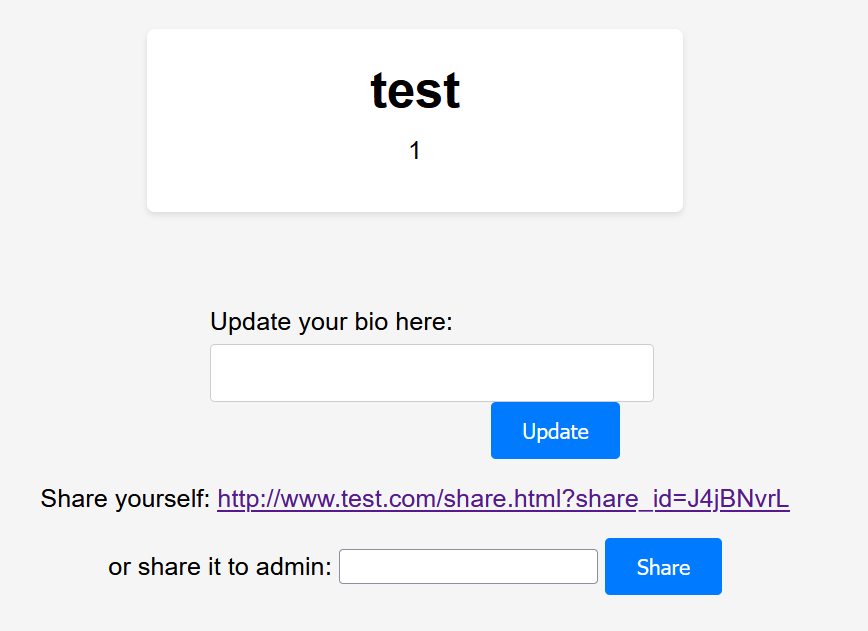 test
1
Update your bio here:
Update
Share yourself: http://www.test.com/share.html?share_id=J4jBNvrL
or share it to admin: Share